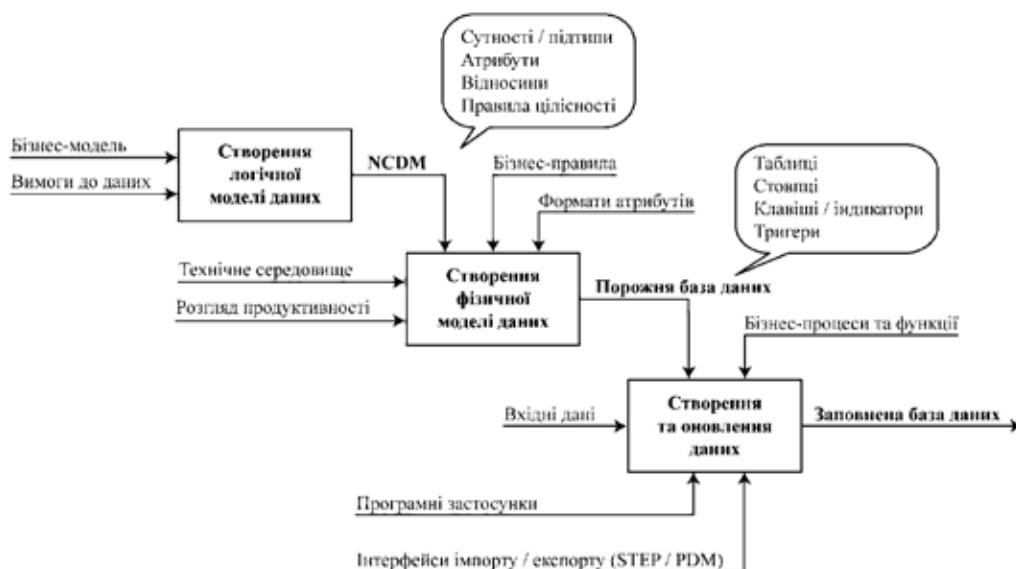 Сутності / підтипи
Атрибути
Відносини
Правила цілісності
Бізнес-модель
Вимоги до даних
Створення
логічної
моделі даних
NCDM
Бізнес-правила
Формати атрибутів
Таблиці
Стовпці
Клавіші / індикатори
Тригери
Технічне середовище
Розгляд продуктивності
Створення
фізичної
моделі даних
Порожня база даних
Бізнес-процеси та функції
Вхідні дані
Створення
та оновлення
даних
Заповнена база даних
Програмні застосунки
Інтерфейси імпорту / експорту (STEP / PDM)